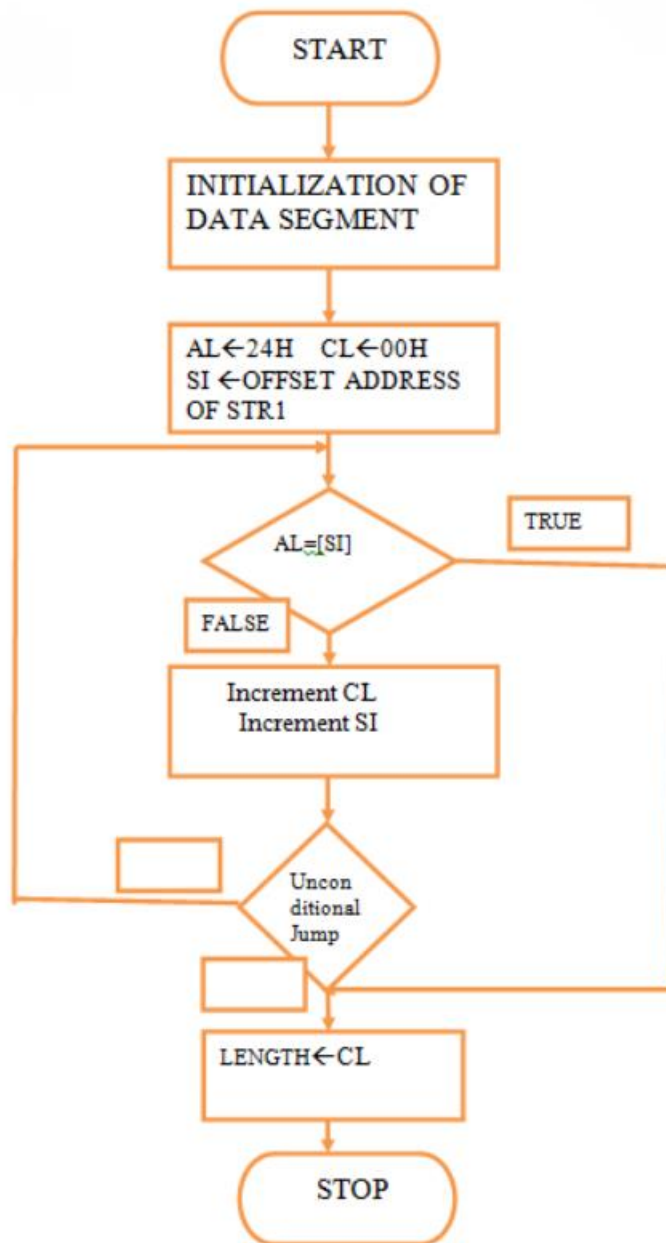 START
INITIALIZATION OF
DATA SEGMENT
AL←24H CL←00H
SI ←OFFSET ADDRESS
OF STR1
AL=[SI]
TRUE
FALSE
Increment CL
Increment SI
Uncon
ditional
Jump
LENGTH←CL
STOP